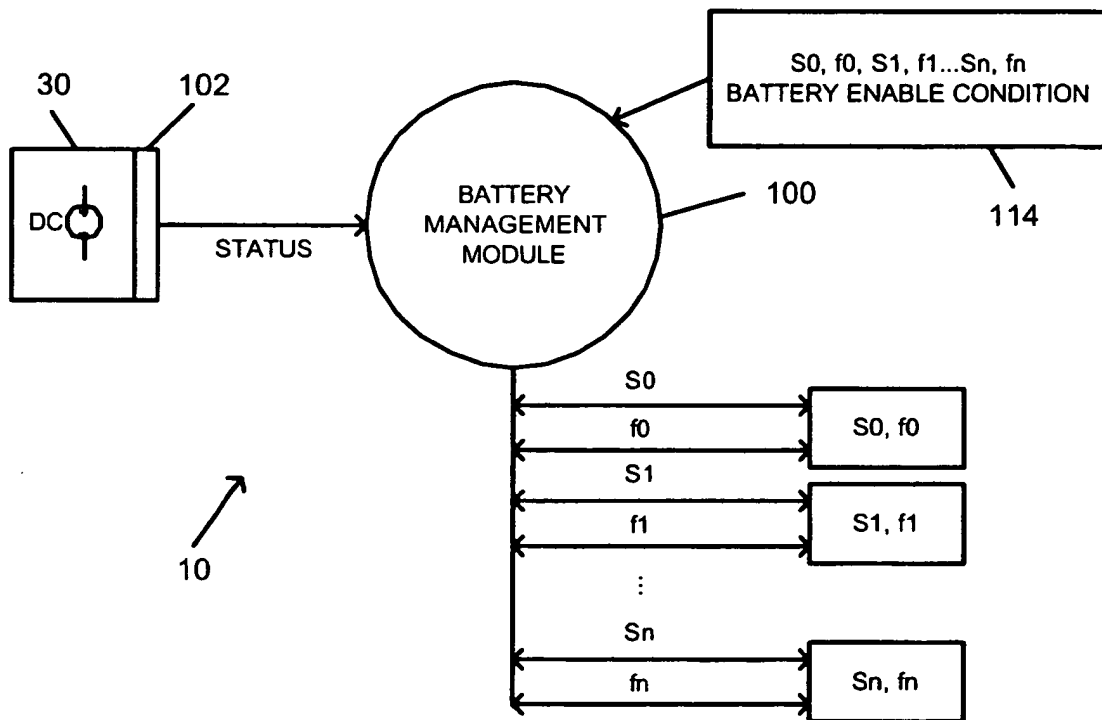 S0, f0, S1, f1...Sn, fn
BATTERY ENABLE CONDITION
30
102
114
100
DC
STATUS
BATTERY
MANAGEMENT
MODULE
S0
f0
S0, f0
S1
f1
S1, f1
...
Sn
fn
Sn, fn
10